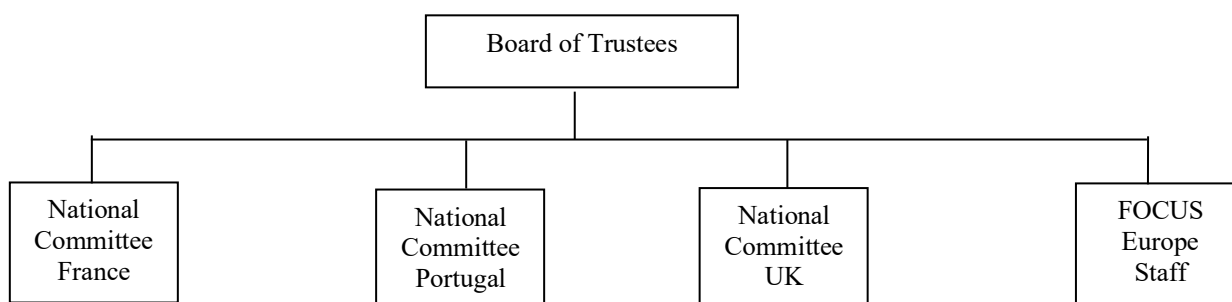 Board of Trustees
National
Committee
France
National
Committee
Portugal
National
Committee
UK
FOCUS
Europe
Staff